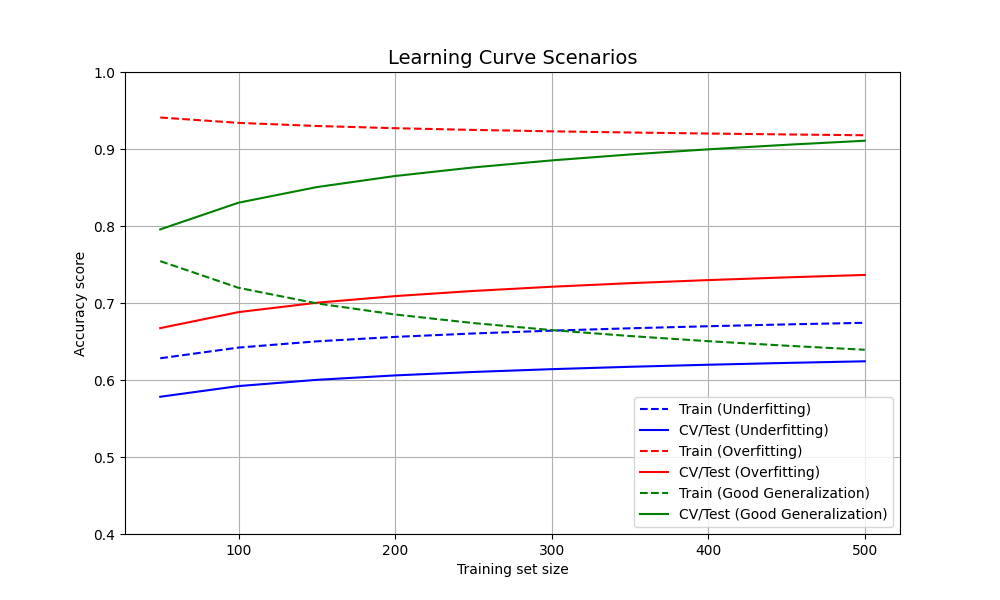 Learning Curve Scenarios
Accuracy score
1.0
0.9
0.8
0.7
0.6
0.5
0.4
Train (Underfitting)
CV/Test (Underfitting)
Train (Overfitting)
CV/Test (Overfitting)
Train (Good Generalization)
CV/Test (Good Generalization)
100
200
300
400
500
Training set size